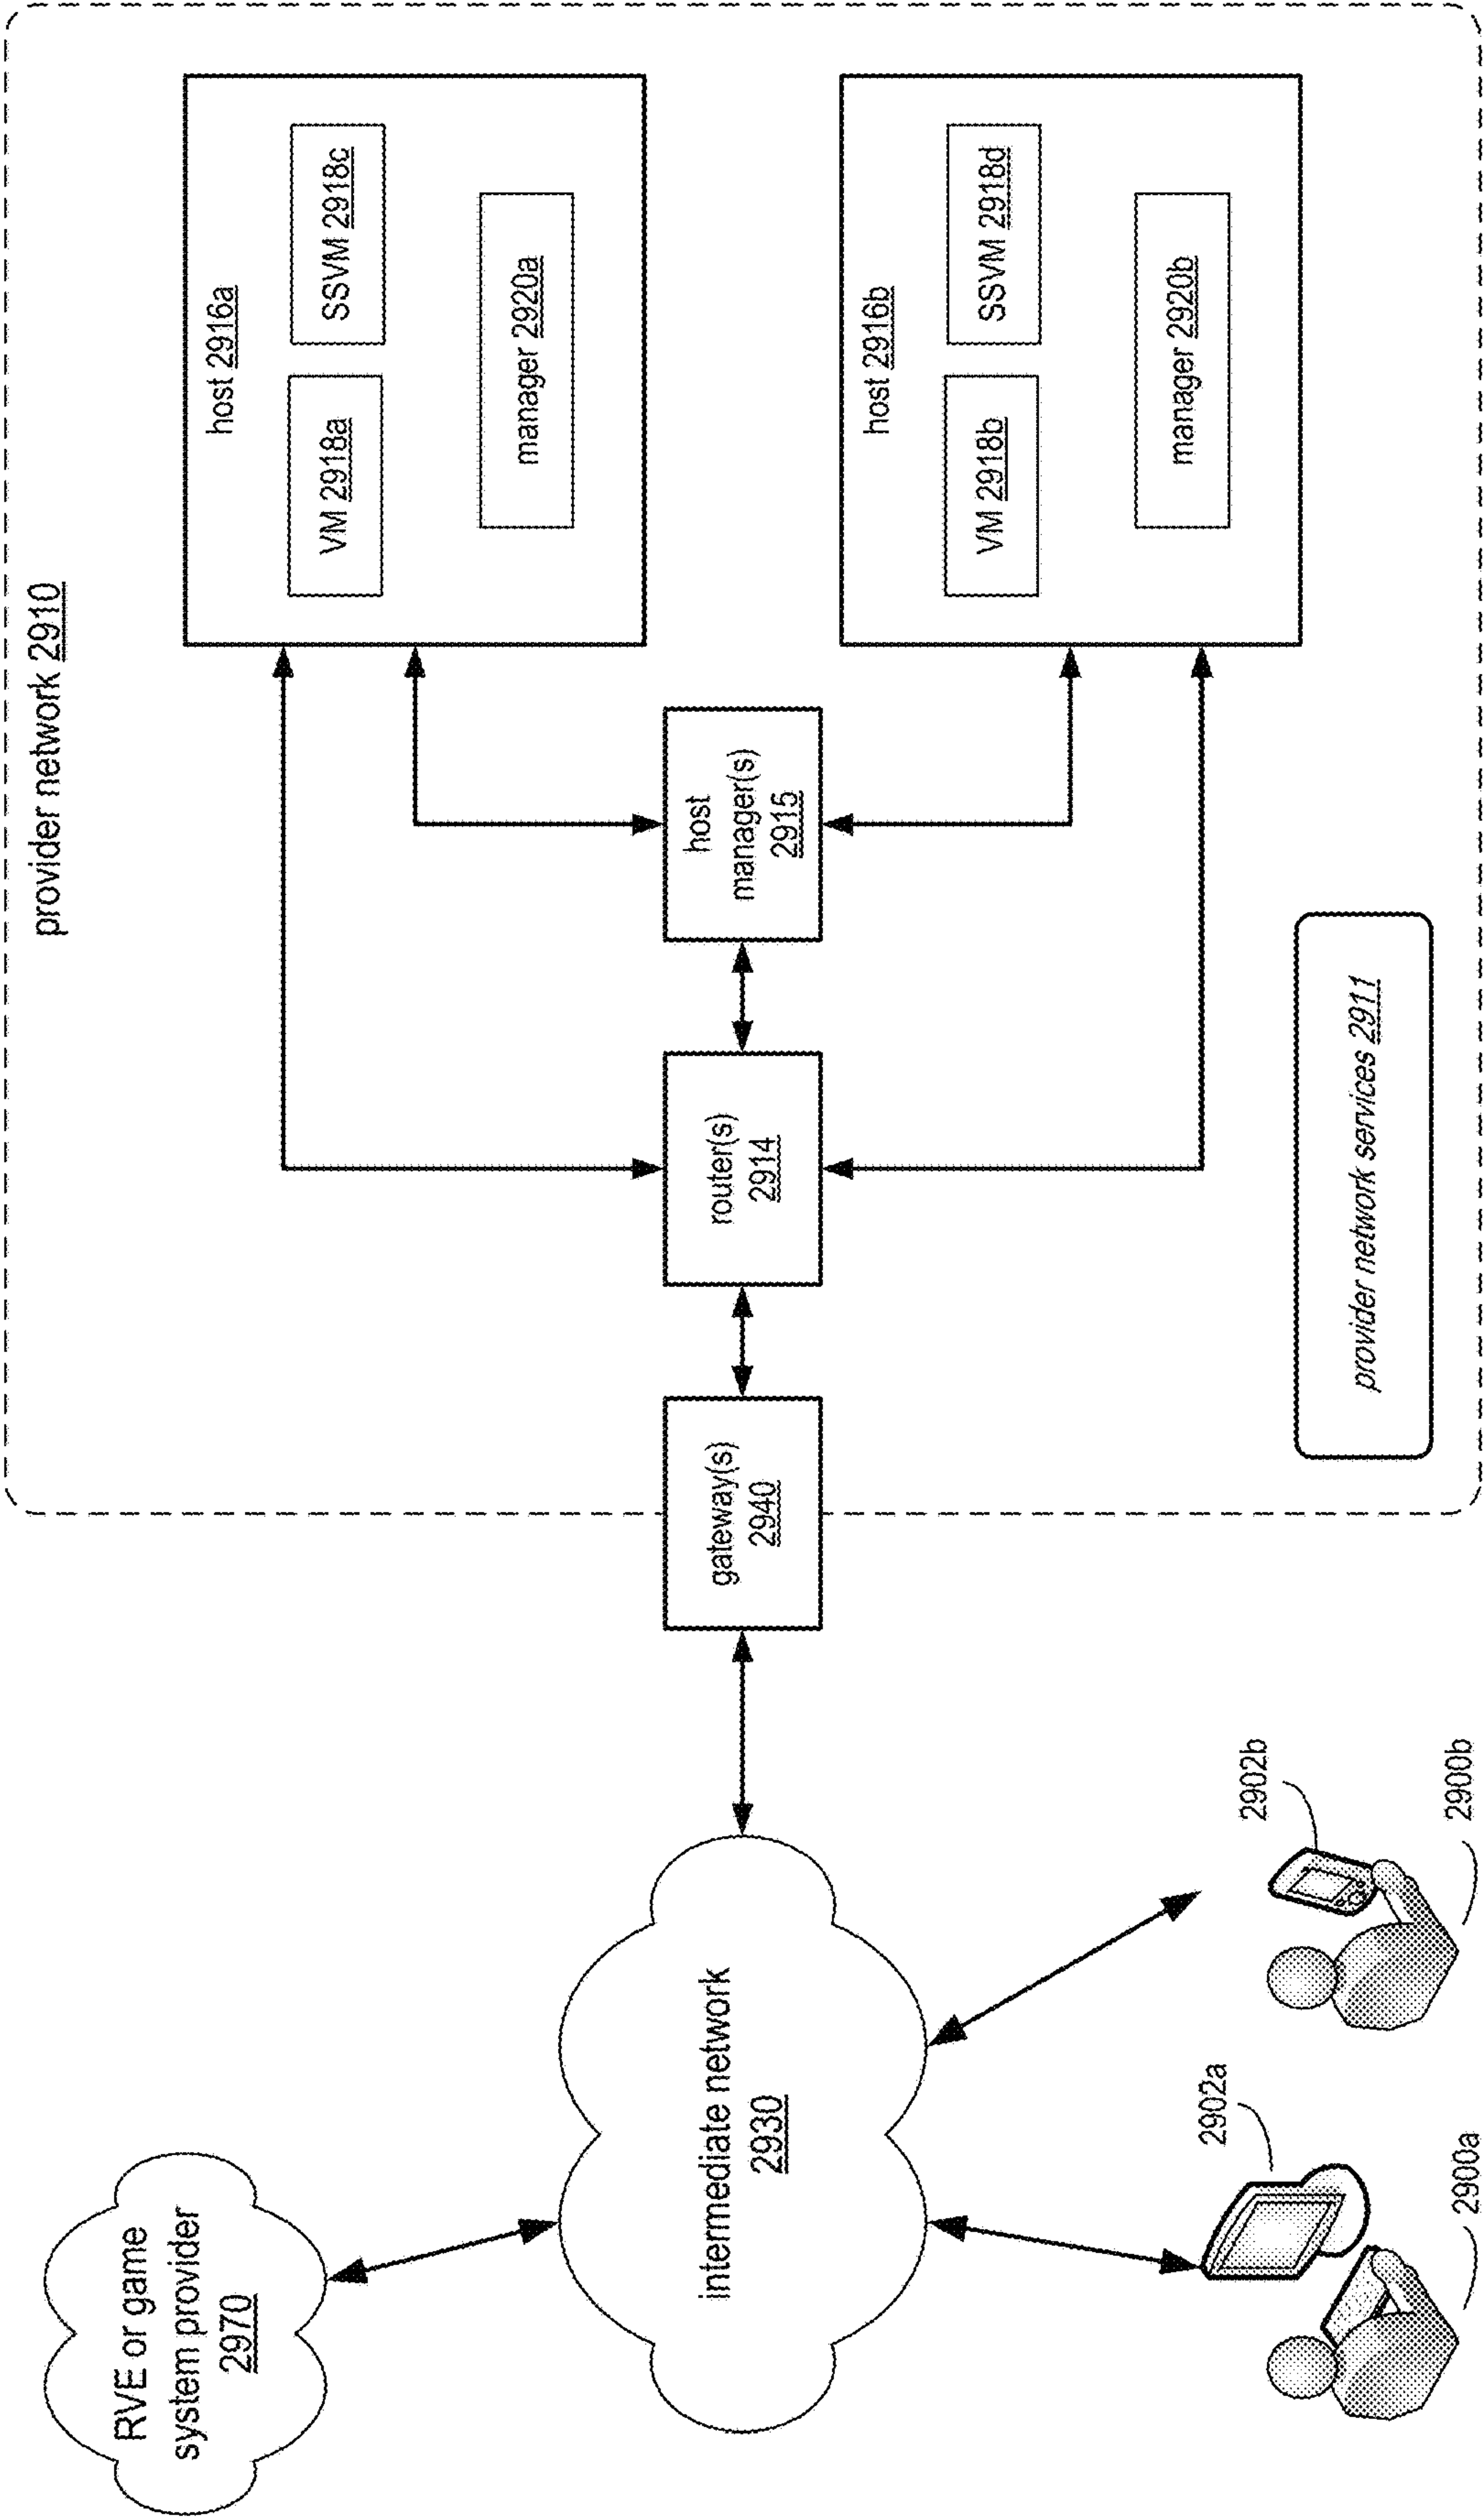 provider network 2910
host 2916a
VM 2918a
SSVM 2918c
manager 2920a
RVE or game
system provider
2970
intermediate network
2930
gateway(s)
2940
router(s)
2914
host
manager(s)
2915
host 2916b
VM 2918b
SSVM 2918d
manager 2920b
provider network services 2911
2902a
2902b
2900a
2900b